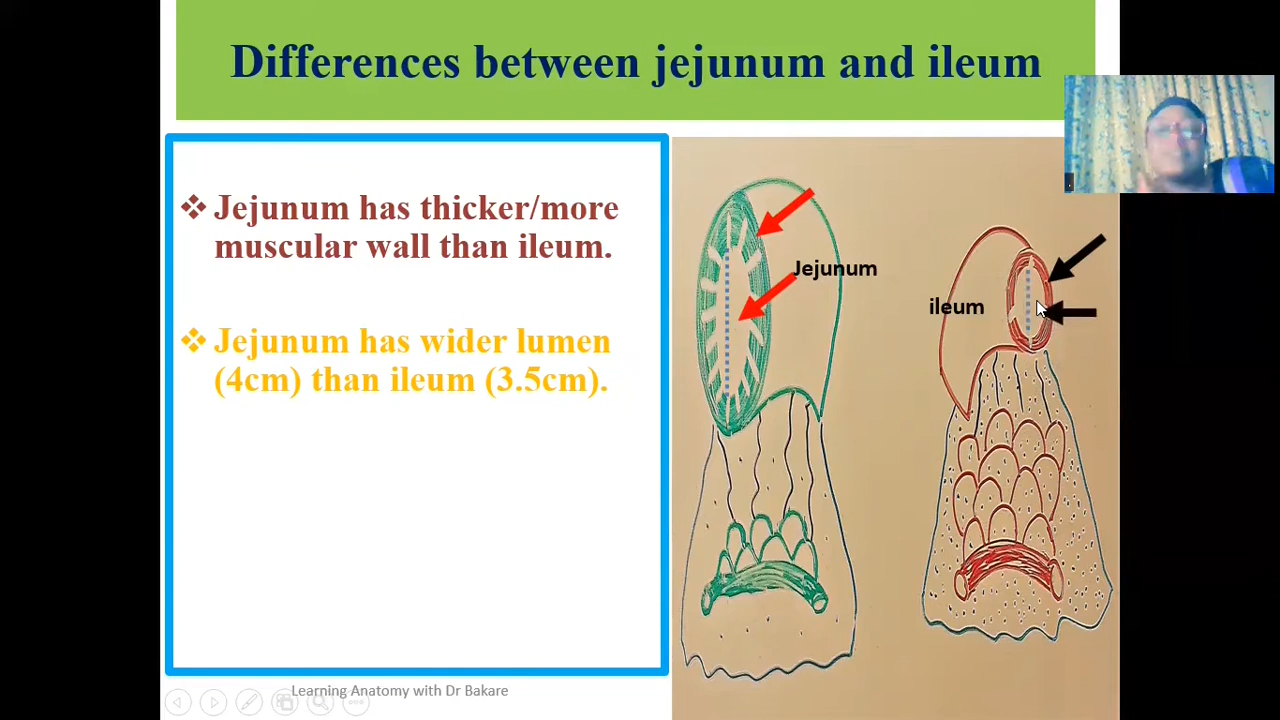 Differences between jejunum and ileum
❖ Jejunum has thicker/more
muscular wall than ileum.
❖ Jejunum has wider lumen
(4cm) than ileum (3.5cm).
Jejunum
ileum
Learning Anatomy with Dr Bakare